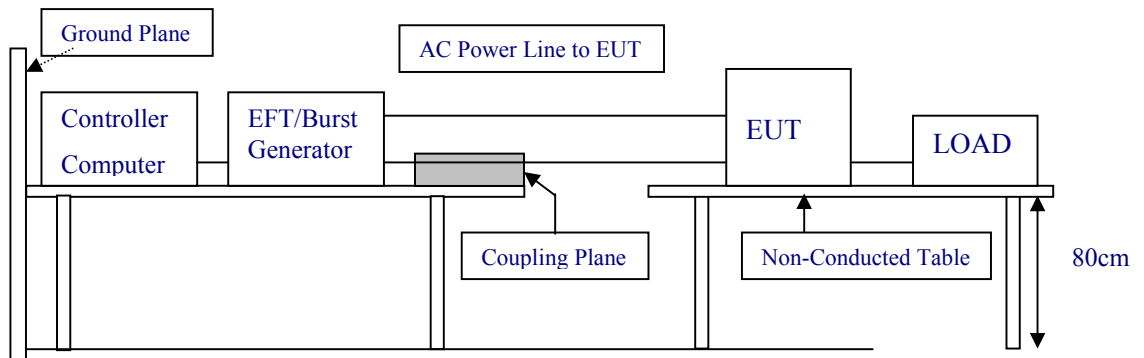 Ground Plane
AC Power Line to EUT
Controller
Computer
EFT/Burst
Generator
EUT
LOAD
Coupling Plane
Non-Conducted Table
80cm